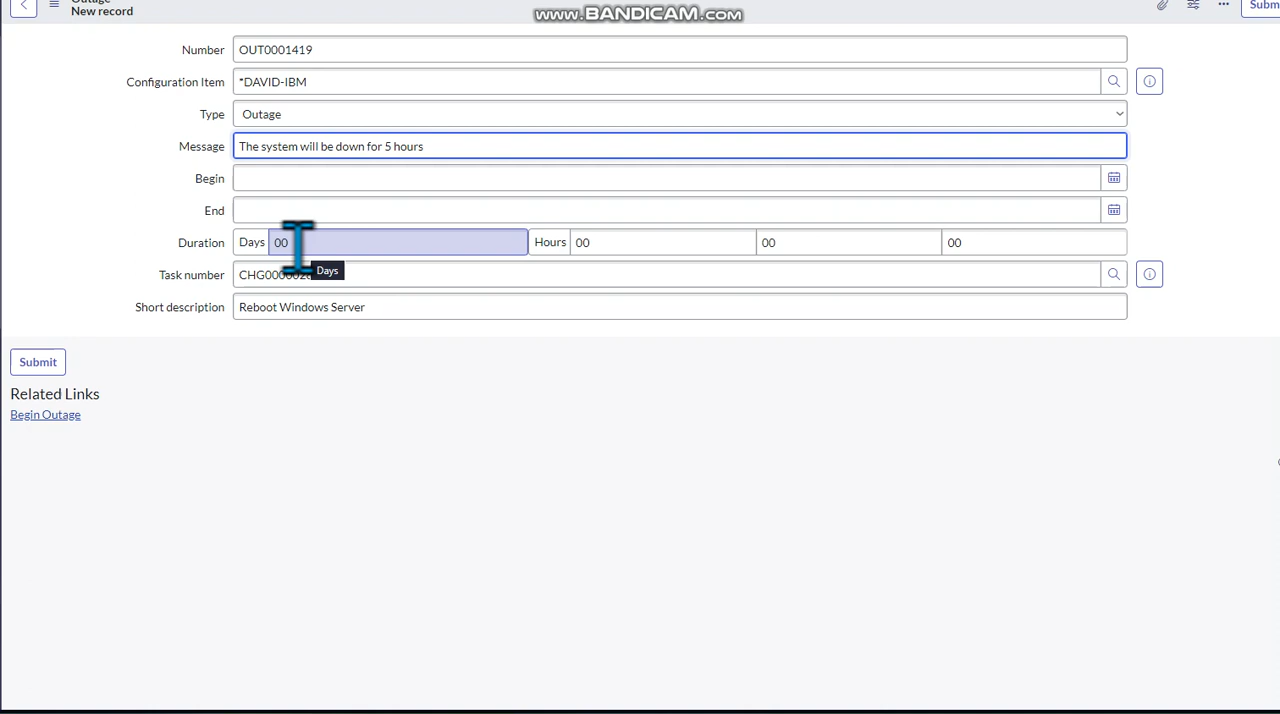 www.BANDICAM.com
Outage
New record
Submi
Number OUT0001419
Configuration Item *DAVID-IBM
Type Outage
Message The system will be down for 5 hours
Begin
End
Duration Days 00 Hours 00 00 00
Days
Task number
Short description Reboot Windows Server
Submit
Related Links
Begin Outage